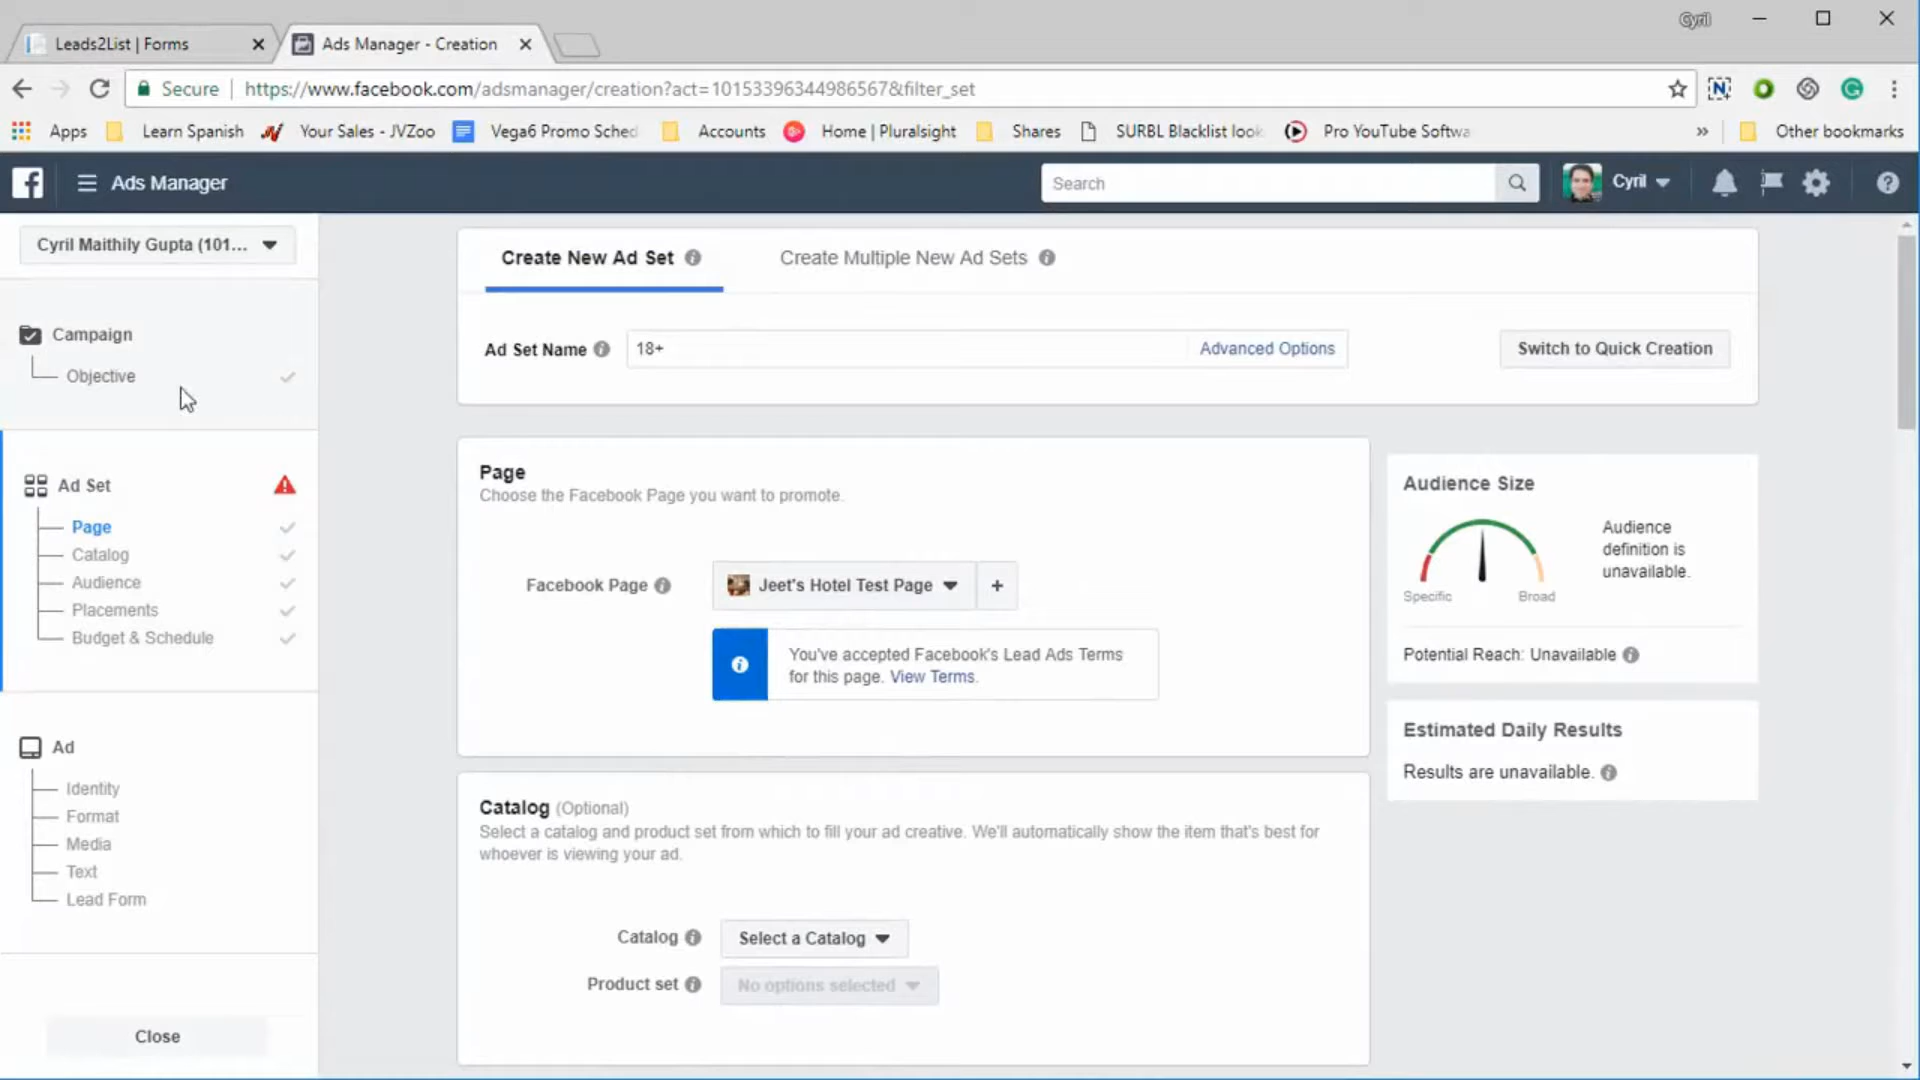 Cyril
Leads2List | Forms
Ads Manager - Creation
Secure
https://www.facebook.com/adsmanager/creation?act=10153396344986567&filter_set
Apps
Learn Spanish
Your Sales - JVZoo
Vega6 Promo Sched
Accounts
Home | Pluralsight
Shares
SURBL Blacklist look
Pro YouTube Softwa
»
Other bookmarks
Ads Manager
Search
Cyril
Cyril Maithily Gupta (101...
Campaign
Objective
Ad Set
Page
Catalog
Audience
Placements
Budget & Schedule
Ad
Identity
Format
Media
Text
Lead Form
Close
Create New Ad Set
Create Multiple New Ad Sets
Ad Set Name
18+
Advanced Options
Switch to Quick Creation
Page
Choose the Facebook Page you want to promote.
Facebook Page
Jeet's Hotel Test Page
+
You've accepted Facebook's Lead Ads Terms
for this page. View Terms.
Catalog (Optional)
Select a catalog and product set from which to fill your ad creative. We'll automatically show the item that's best for
whoever is viewing your ad.
Catalog
Select a Catalog
Product set
No options selected
Audience Size
Audience
definition is
unavailable.
Specific
Broad
Potential Reach: Unavailable
Estimated Daily Results
Results are unavailable.